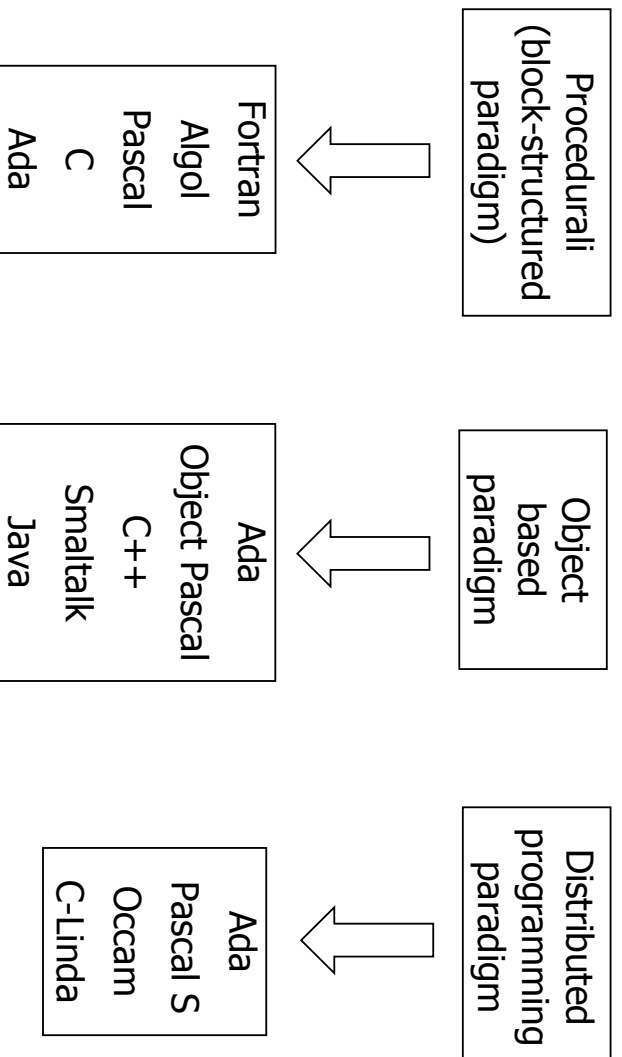 Procedurali
(block-structured
paradigm)
Fortran
Algol
Pascal
C
Ada
Object
based
paradigm
Ada
Object Pascal
C++
Smaltalk
Java
Distributed
programming
paradigm
Ada
Pascal S
Occam
C-Linda